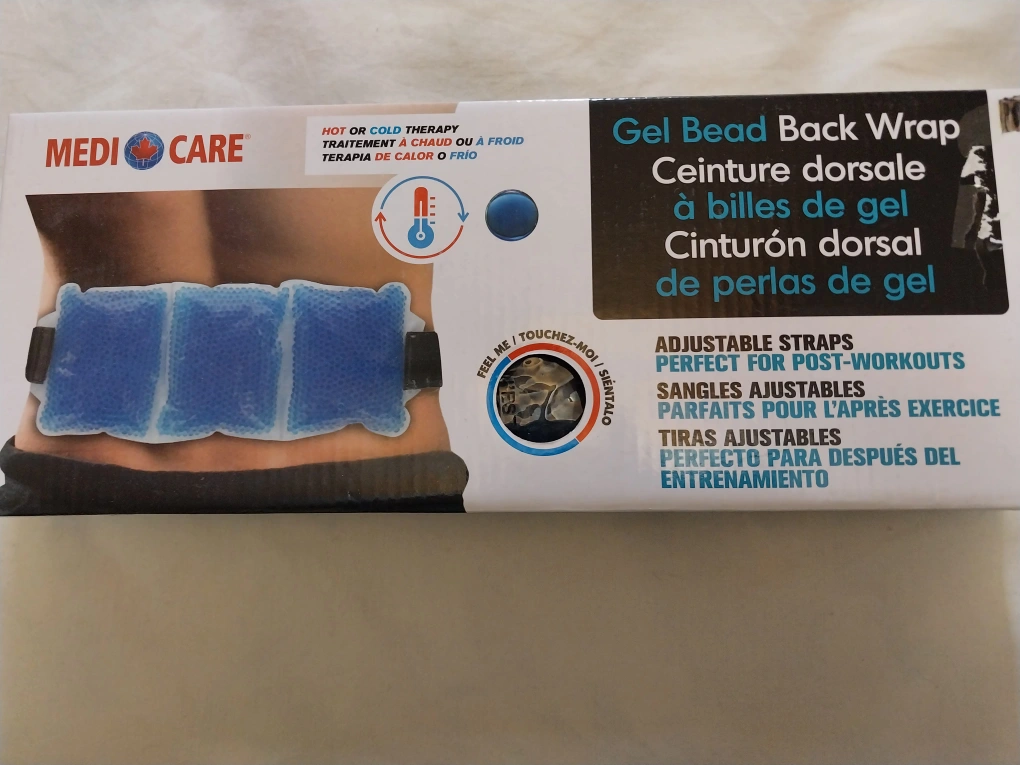 MEDI CARE®
HOT OR COLD THERAPY
TRAITEMENT À CHAUD OU À FROID
TERAPIA DE CALOR O FRÍO
Gel Bead Back Wrap
Ceinture dorsale
à billes de gel
Cinturón dorsal
de perlas de gel
FEEL ME / TOUCHEZ-MOI / SIÉNTALO
ADJUSTABLE STRAPS
PERFECT FOR POST-WORKOUTS
SANGLES AJUSTABLES
PARFAITS POUR L'APRÈS EXERCICE
TIRAS AJUSTABLES
PERFECTO PARA DESPUÉS DEL
ENTRENAMIENTO